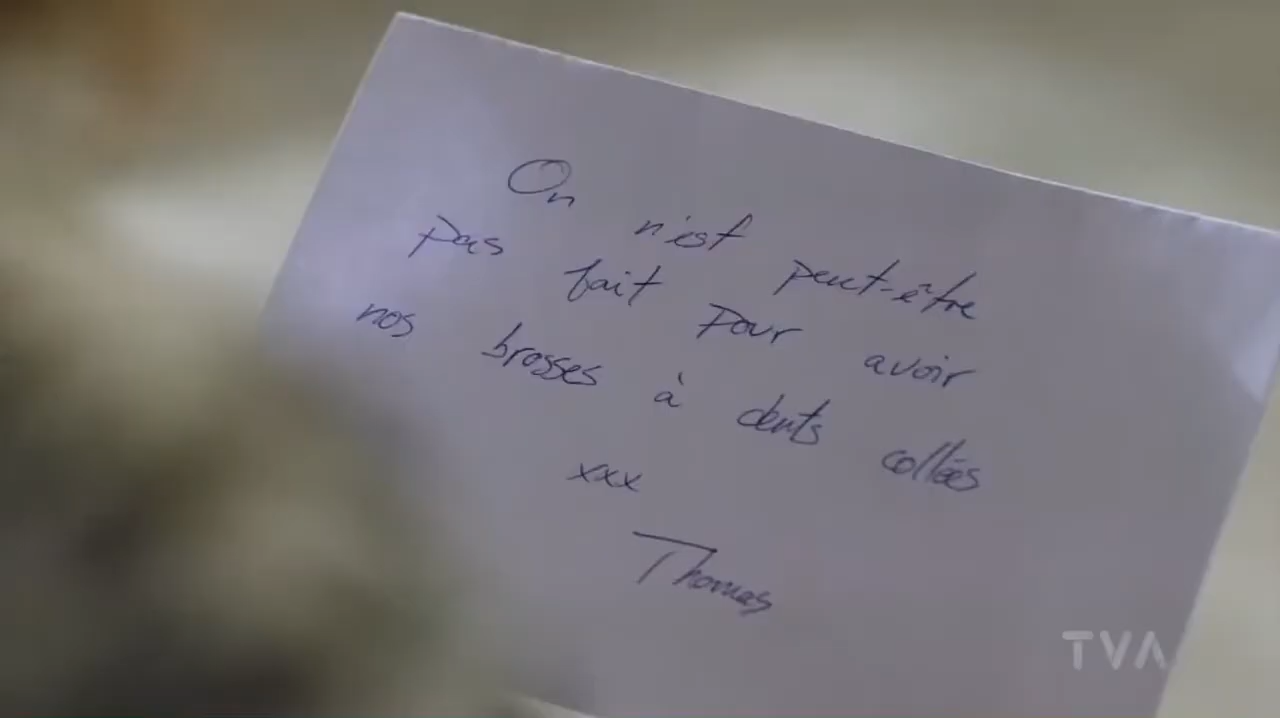 On n'est peut-être
pas fait pour avoir
nos brosses à dents collées
xxx
Thomas
TVA